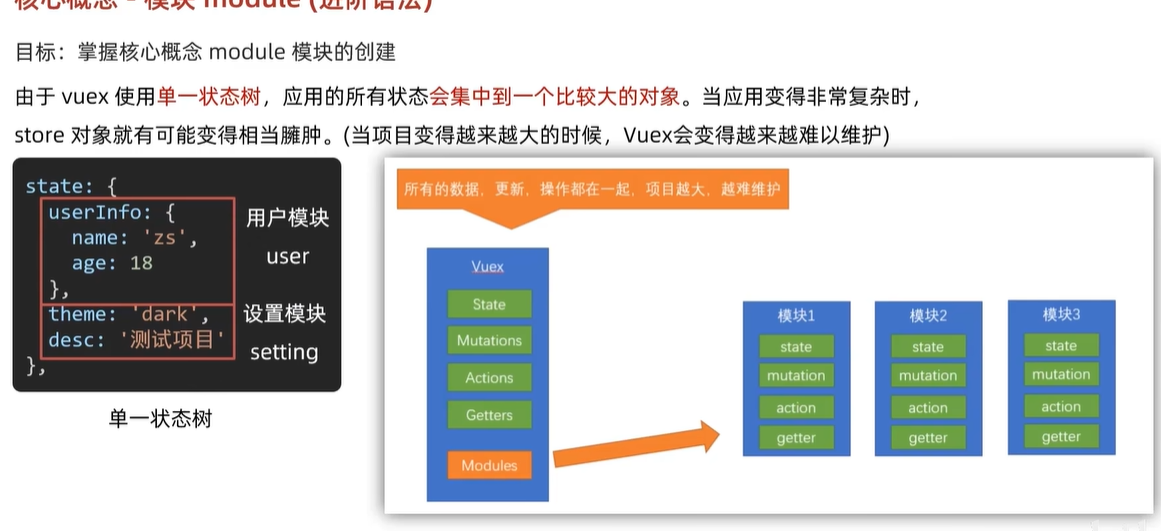 核心概念 - 模块 module (进阶语法)
目标：掌握核心概念 module 模块的创建
由于 vuex 使用单一状态树，应用的所有状态会集中到一个比较大的对象。当应用变得非常复杂时，
store 对象就有可能变得相当臃肿。(当项目变得越来越大的时候，Vuex会变得越来越难以维护)
state: {
userInfo: {
name: 'zs',
age: 18
},
theme: 'dark',
desc: '测试项目'
},
用户模块
user
设置模块
setting
单一状态树
所有的数据，更新，操作都在一起，项目越大，越难维护
Vuex
State
Mutations
Actions
Getters
Modules
模块1
state
mutation
action
getter
模块2
state
mutation
action
getter
模块3
state
mutation
action
getter